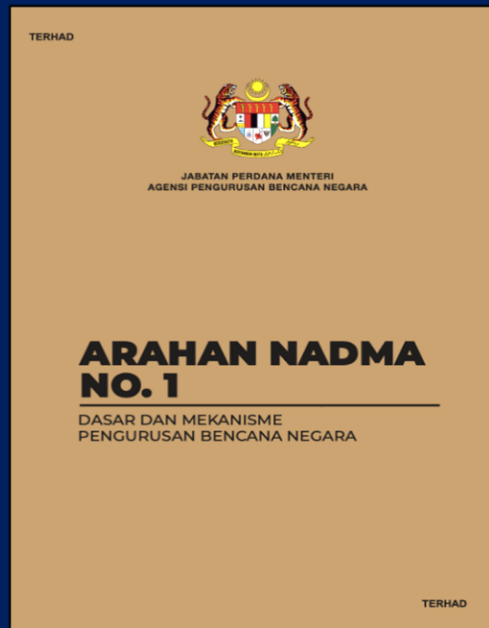 TERHAD
JABATAN PERDANA MENTERI
AGENSI PENGURUSAN BENCANA NEGARA
ARAHAN NADMA
NO. 1
DASAR DAN MEKANISME
PENGURUSAN BENCANA NEGARA
TERHAD